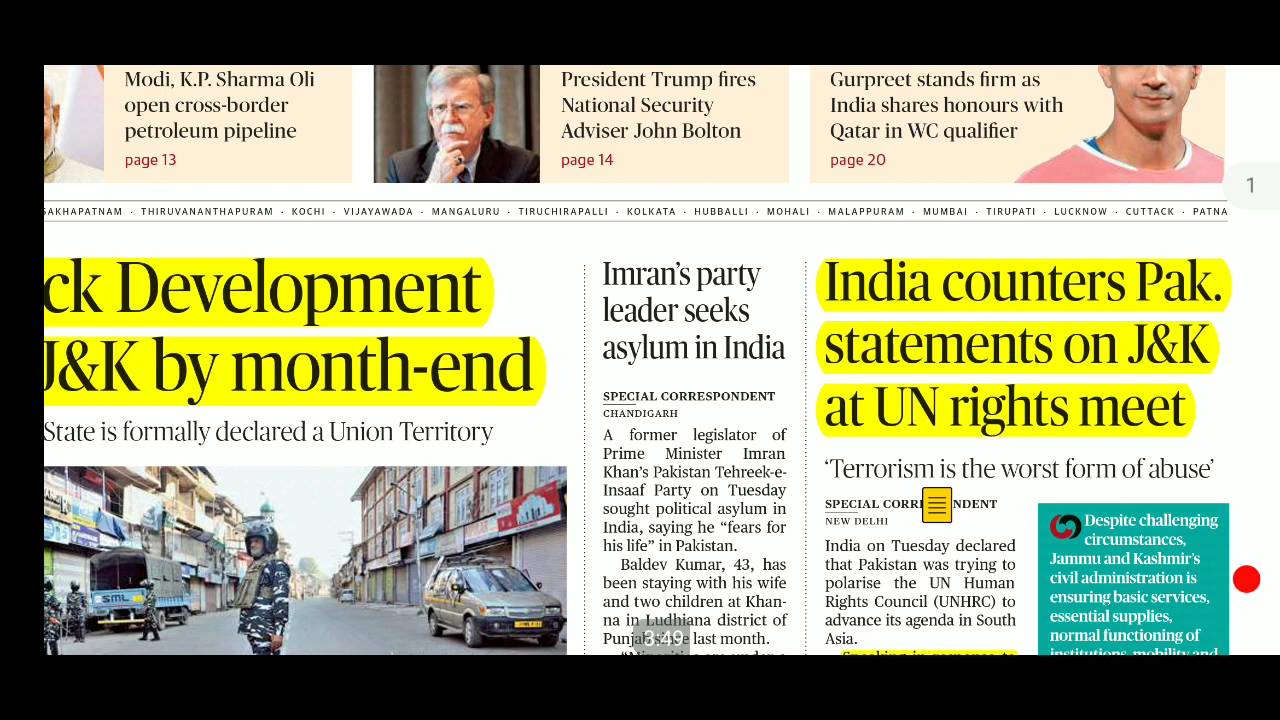 Modi, K.P. Sharma Oli
open cross-border
petroleum pipeline
page 13
President Trump fires
National Security
Adviser John Bolton
page 14
Gurpreet stands firm as
India shares honours with
Qatar in WC qualifier
page 20
1
SAKHAPATNAM · THIRUVANANTHAPURAM · KOCHI · VIJAYAWADA · MANGALURU · TIRUCHIRAPALLI · KOLKATA · HUBBALLI · MOHALI · MALAPPURAM · MUMBAI · TIRUPATI · LUCKNOW · CUTTACK · PATNA
ck Development
J&K by month-end
State is formally declared a Union Territory
SML
Imran's party
leader seeks
asylum in India
SPECIAL CORRESPONDENT
CHANDIGARH
A former legislator of
Prime Minister Imran
Khan's Pakistan Tehreek-e-
Insaaf Party on Tuesday
sought political asylum in
India, saying he “fears for
his life” in Pakistan.
Baldev Kumar, 43, has
been staying with his wife
and two children at Khan-
na in Ludhiana district of
last month.
3:49
India counters Pak.
statements on J&K
at UN rights meet
‘Terrorism is the worst form of abuse’
SPECIAL CORRE NDENT
NEW DELHI
India on Tuesday declared
that Pakistan was trying to
polarise the UN Human
Rights Council (UNHRC) to
advance its agenda in South
Asia.
Speaking in response to
Despite challenging
circumstances,
Jammu and Kashmir's
civil administration is
ensuring basic services,
essential supplies,
normal functioning of
institutions, mobility and